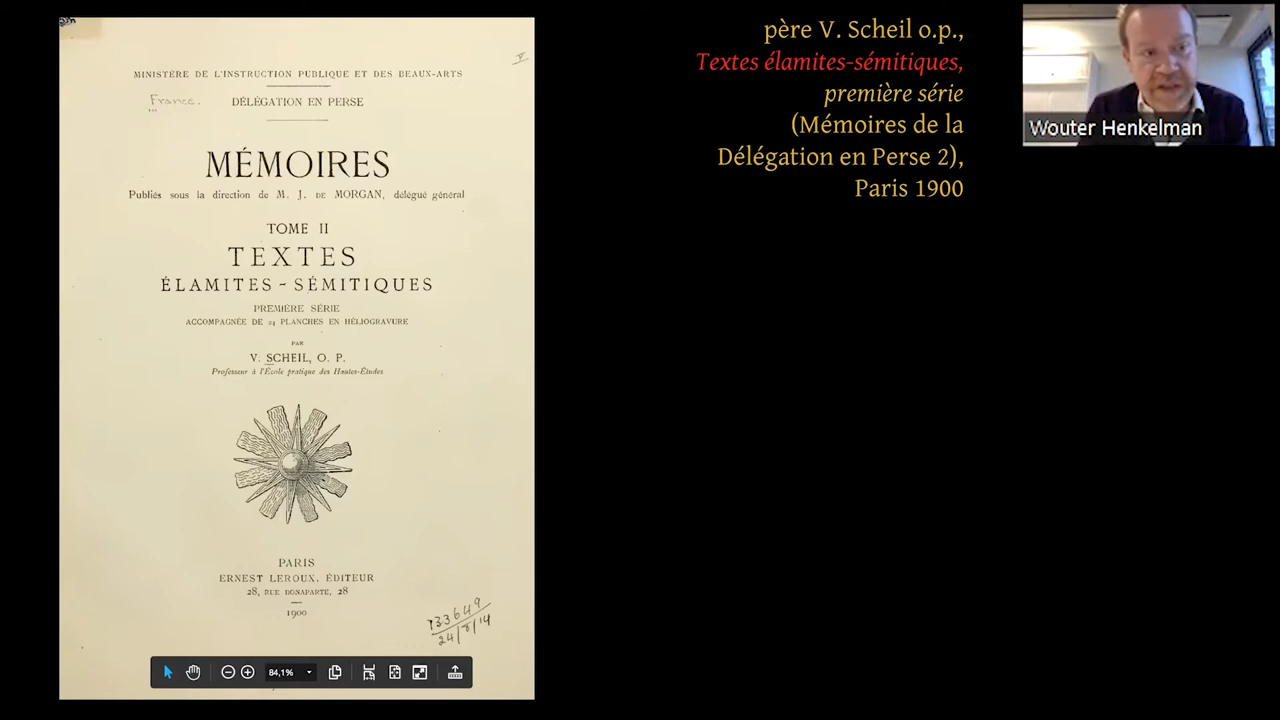 MINISTÈRE DE L'INSTRUCTION PUBLIQUE ET DES BEAUX-ARTS
France.
DÉLÉGATION EN PERSE
MÉMOIRES
Publiés sous la direction de M. J. DE MORGAN, délégué général
TOME II
TEXTES
ÉLAMITES - SÉMITIQUES
PREMIÈRE SÉRIE
ACCOMPAGNÉE DE 24 PLANCHES EN HÉLIOGRAVURE
PAR
V. SCHEIL, O. P.
Professeur à l'École pratique des Hautes-Études
PARIS
ERNEST LEROUX, ÉDITEUR
28, RUE BONAPARTE, 28
1900
133649
24/8/14
84,1%
père V. Scheil o.p.,
Textes élamites-sémitiques,
première série
(Mémoires de la
Délégation en Perse 2),
Paris 1900
Wouter Henkelman